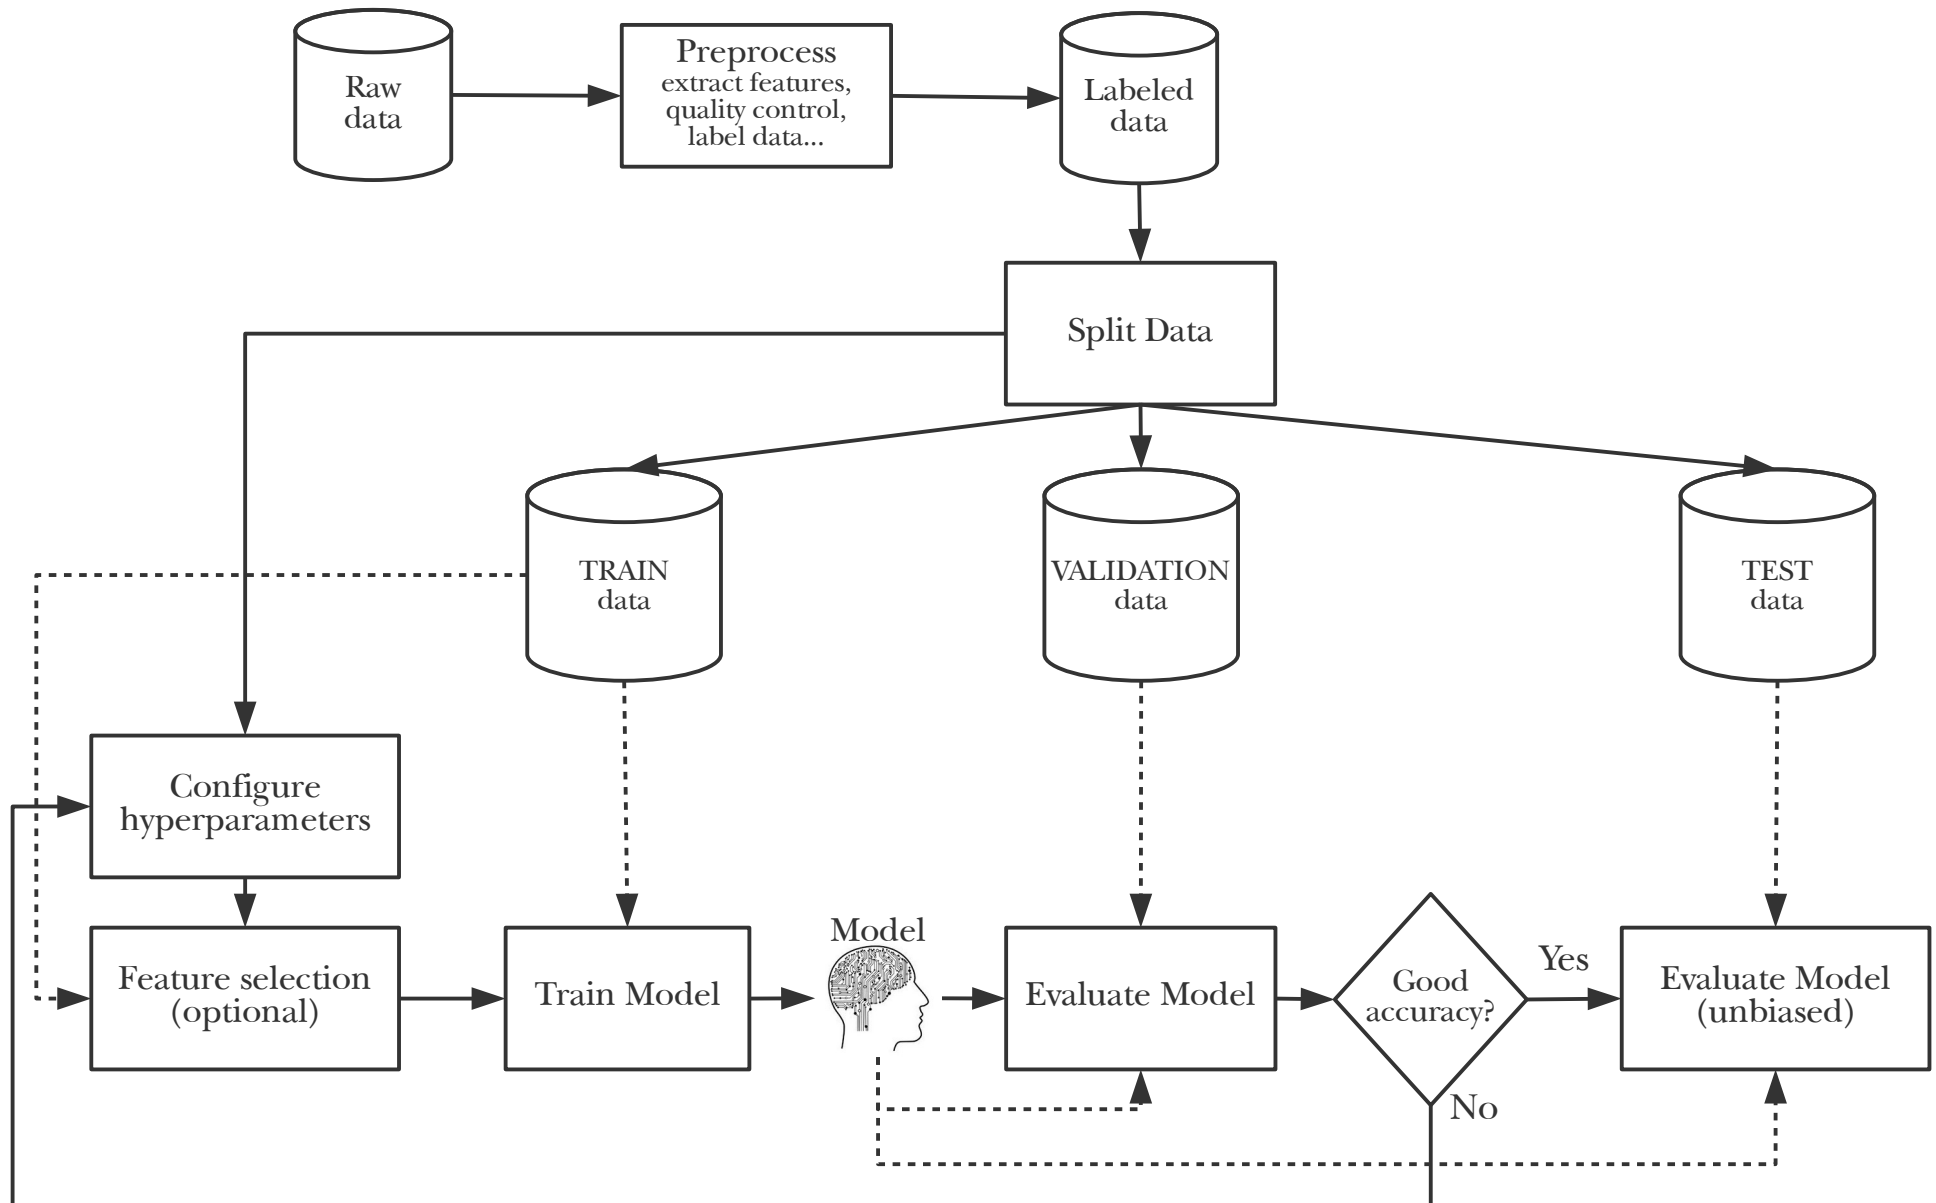 Raw
data
Preprocess
extract features,
quality control,
label data...
Labeled
data
Split Data
TRAIN
data
VALIDATION
data
TEST
data
Configure
hyperparameters
Feature selection
(optional)
Train Model
Model
Evaluate Model
Good
accuracy?
Yes
No
Evaluate Model
(unbiased)